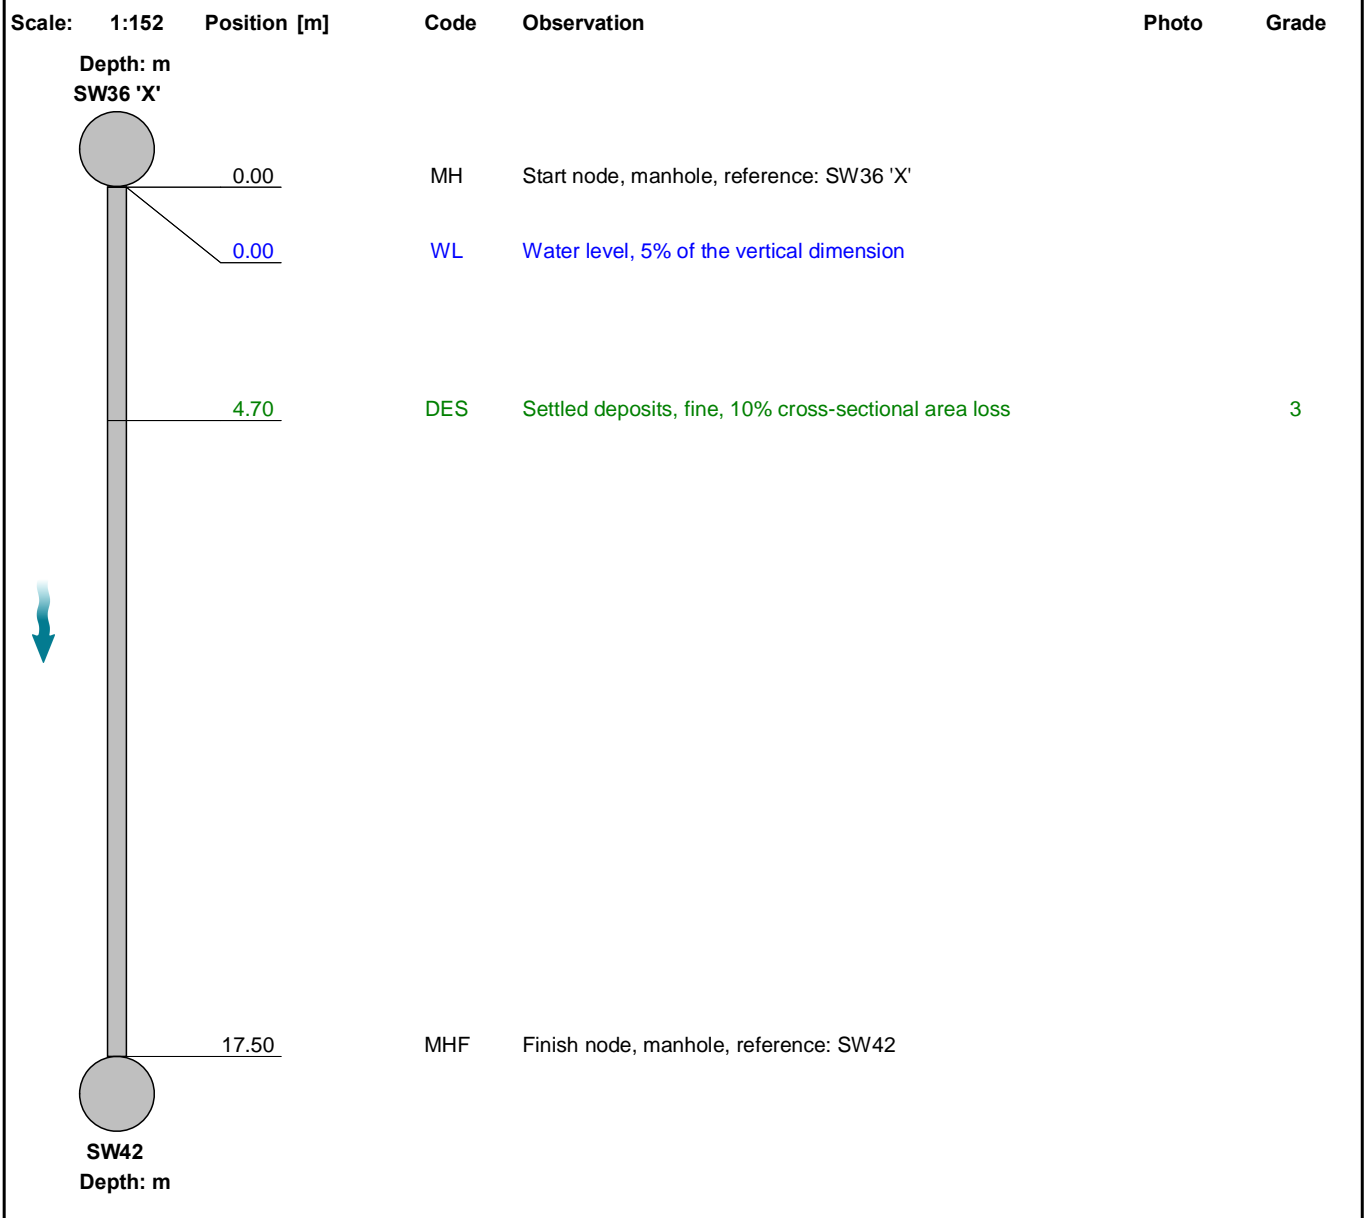 Scale: 1:152 Position [m] Code Observation Photo Grade
Depth: m
SW36 'X'
0.00 MH Start node, manhole, reference: SW36 'X'
0.00 WL Water level, 5% of the vertical dimension
4.70 DES Settled deposits, fine, 10% cross-sectional area loss 3
17.50 MHF Finish node, manhole, reference: SW42
SW42
Depth: m